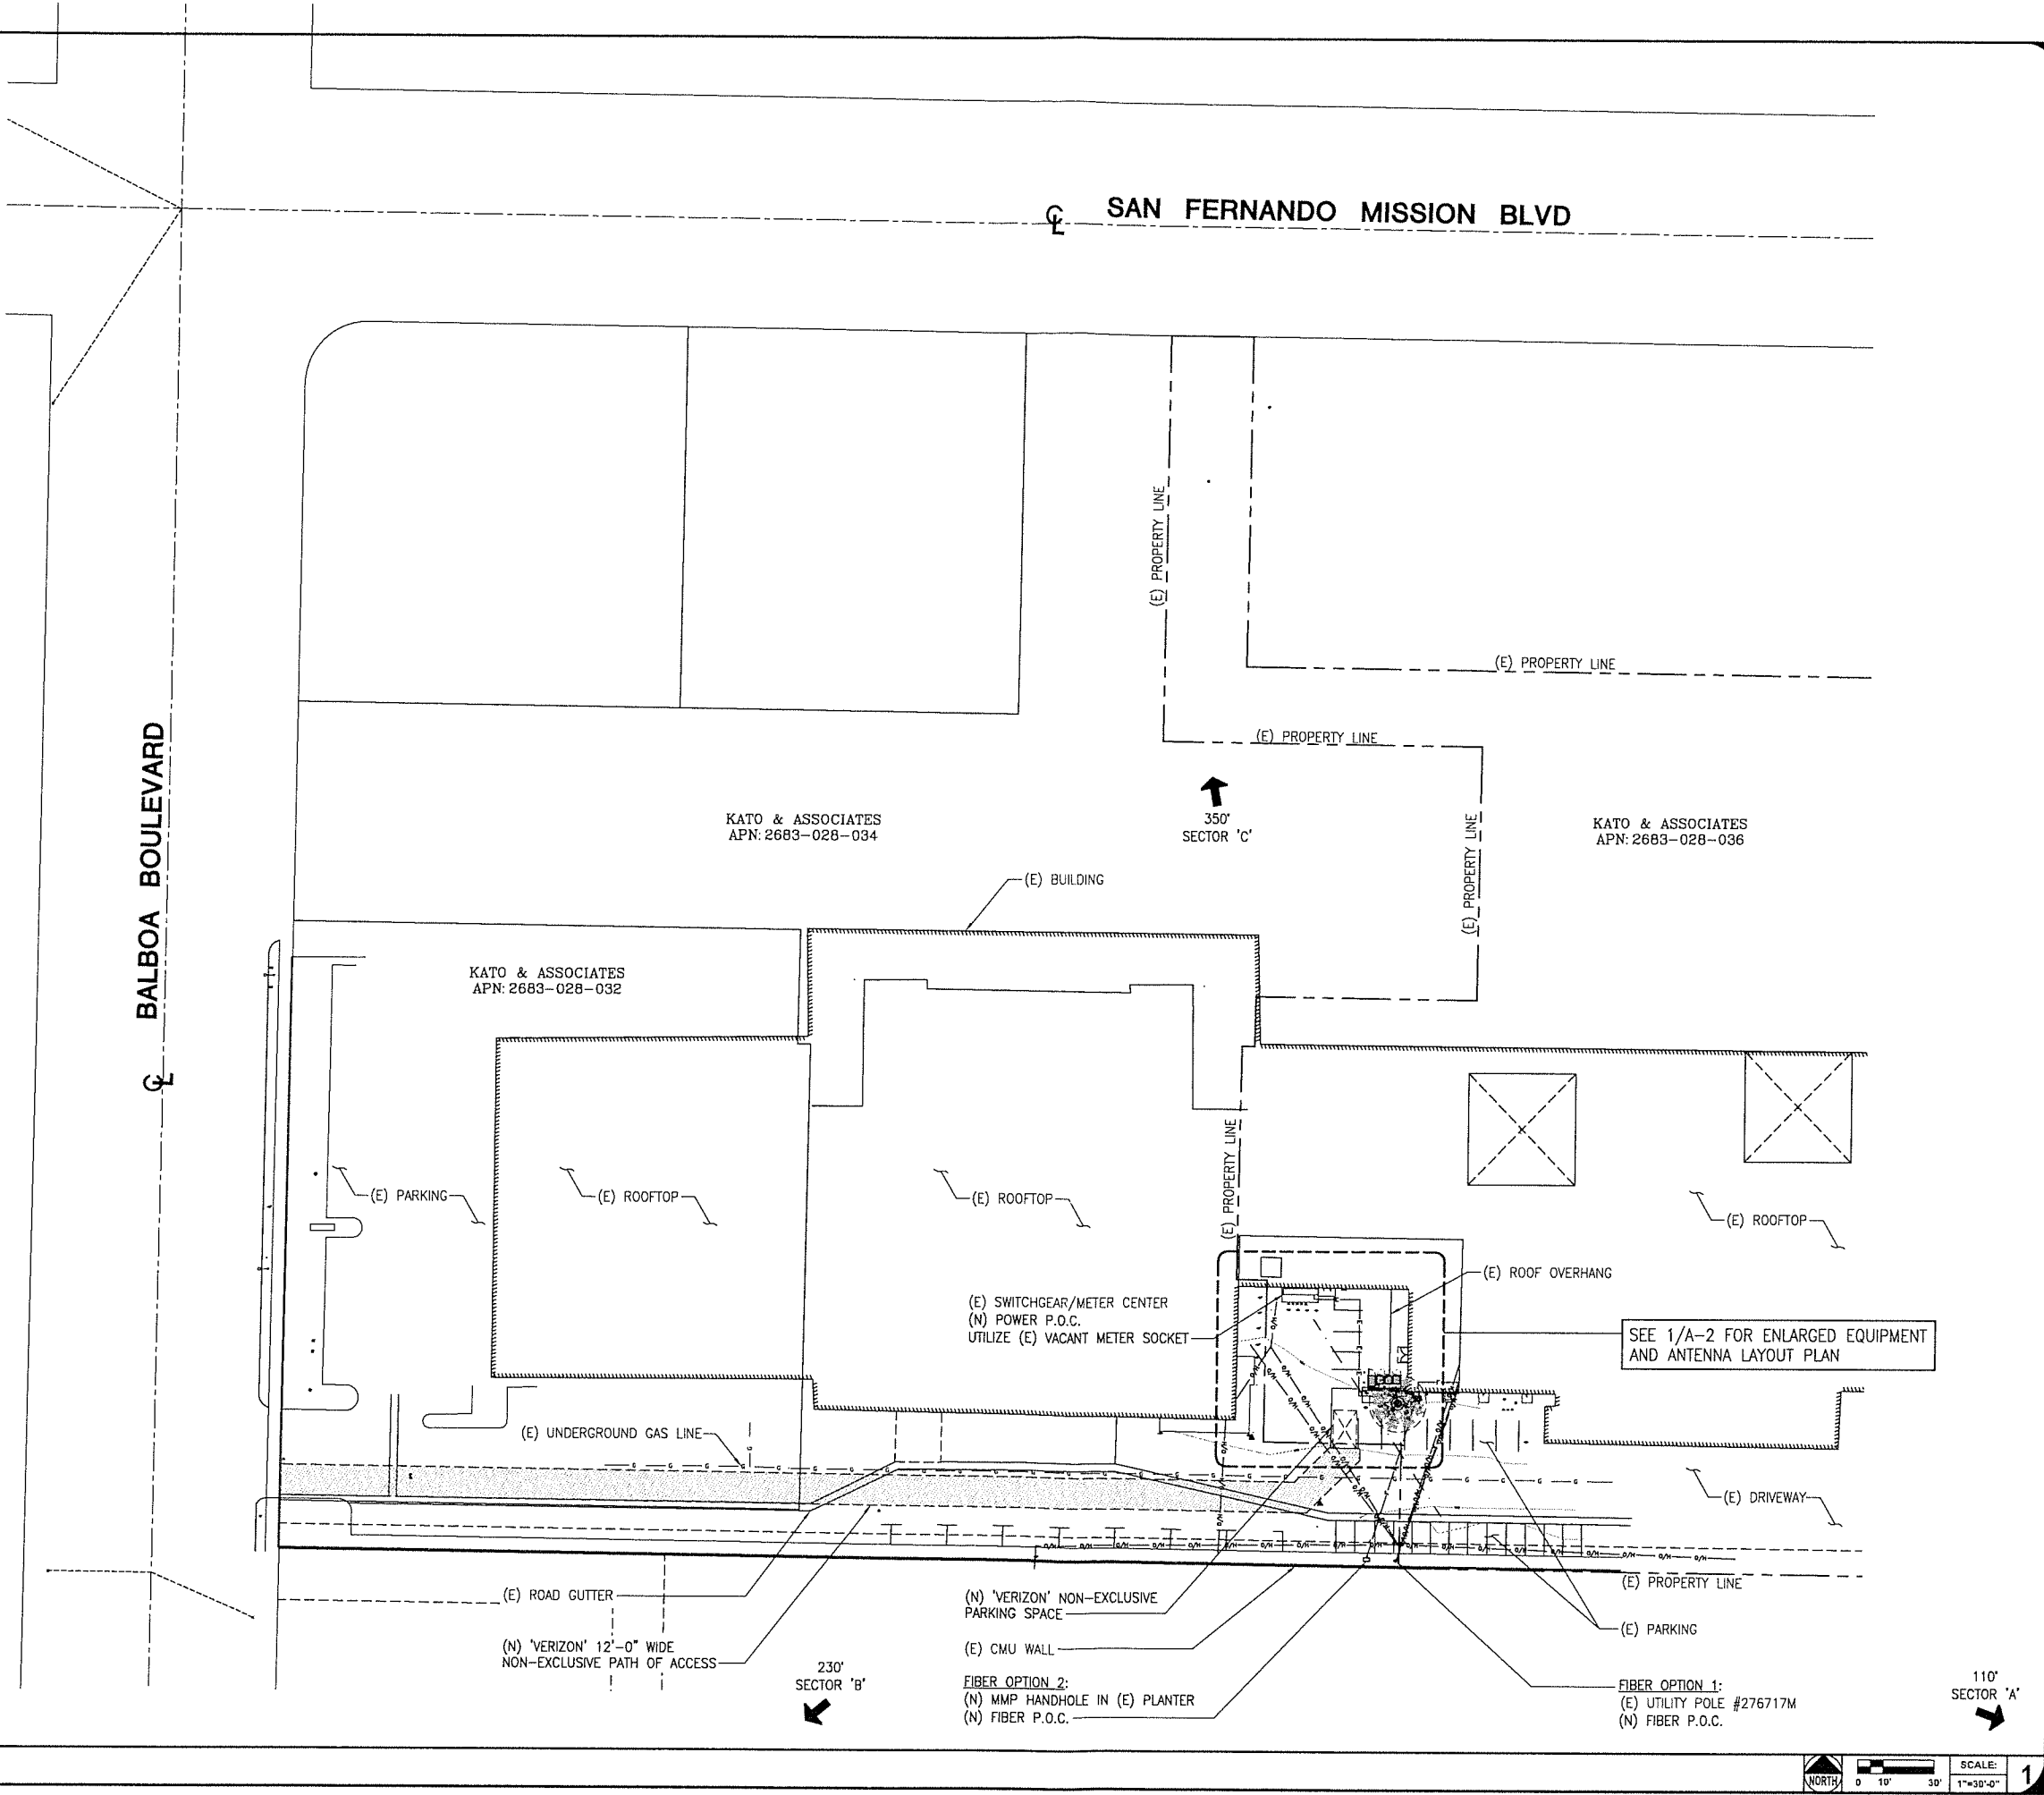 ℄ SAN FERNANDO MISSION BLVD
(E) PROPERTY LINE
(E) PROPERTY LINE
(E) PROPERTY LINE
(E) PROPERTY LINE
BALBOA BOULEVARD
℄
KATO & ASSOCIATES
APN: 2683-028-034
350°
SECTOR 'C'
KATO & ASSOCIATES
APN: 2683-028-036
(E) BUILDING
KATO & ASSOCIATES
APN: 2683-028-032
(E) PROPERTY LINE
(E) PARKING
(E) ROOFTOP
(E) ROOFTOP
(E) ROOFTOP
(E) ROOF OVERHANG
(E) SWITCHGEAR/METER CENTER
(N) POWER P.O.C.
UTILIZE (E) VACANT METER SOCKET
SEE 1/A-2 FOR ENLARGED EQUIPMENT
AND ANTENNA LAYOUT PLAN
(E) UNDERGROUND GAS LINE
(E) DRIVEWAY
(E) ROAD GUTTER
(N) 'VERIZON' 12'-0" WIDE
NON-EXCLUSIVE PATH OF ACCESS
230°
SECTOR 'B'
(N) 'VERIZON' NON-EXCLUSIVE
PARKING SPACE
(E) CMU WALL
FIBER OPTION 2:
(N) MMP HANDHOLE IN (E) PLANTER
(N) FIBER P.O.C.
(E) PROPERTY LINE
(E) PARKING
FIBER OPTION 1:
(E) UTILITY POLE #276717M
(N) FIBER P.O.C.
110°
SECTOR 'A'
NORTH
0 10' 30'
SCALE:
1"=30'-0"
1